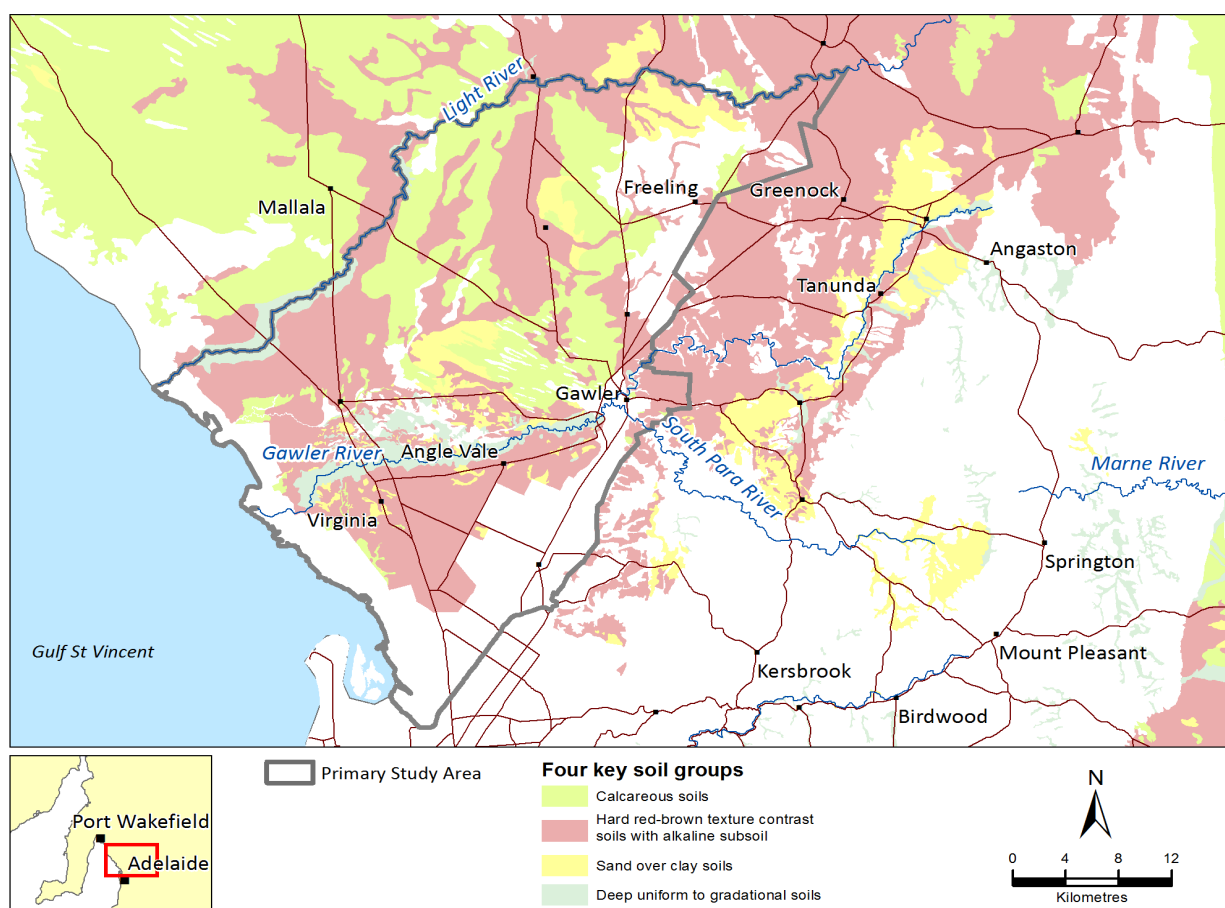 Light River
Freeling
Greenock
Mallala
Angaston
Tanunda
Gawler
South Para River
Gawler River
Angle Vale
Marne River
Virginia
Springton
Gulf St Vincent
Kersbrook
Mount Pleasant
Birdwood
Port Wakefield
Adelaide
Primary Study Area
Four key soil groups
Calcareous soils
Hard red-brown texture contrast
soils with alkaline subsoil
Sand over clay soils
Deep uniform to gradational soils
N
0 4 8 12
Kilometres